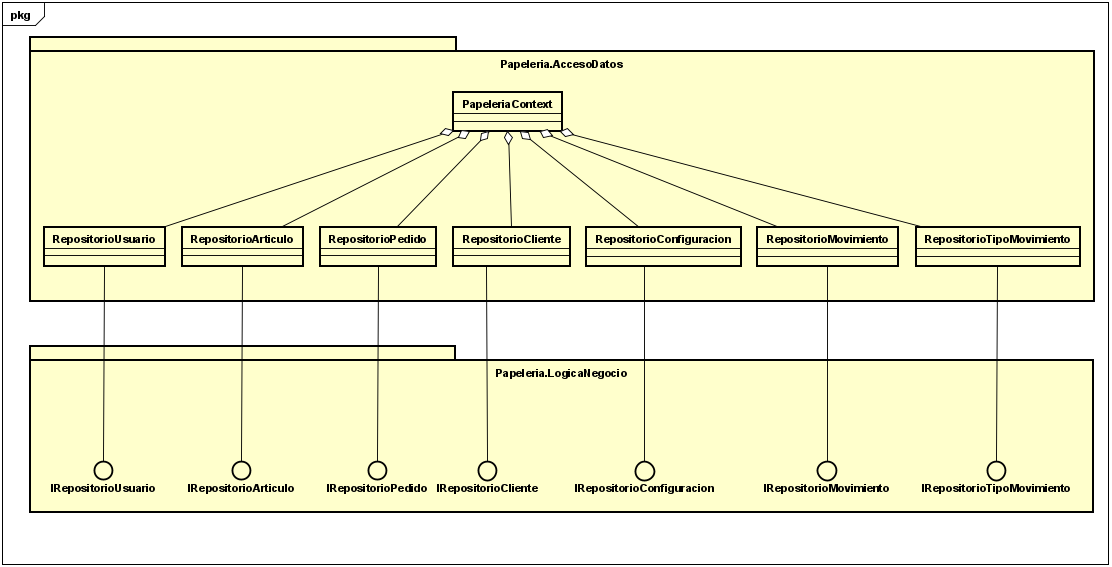 pkg
Papeleria.AccesoDatos
PapeleriaContext
RepositorioUsuario
RepositorioArticulo
RepositorioPedido
RepositorioCliente
RepositorioConfiguracion
RepositorioMovimiento
RepositorioTipoMovimiento
Papeleria.LogicaNegocio
IRepositorioUsuario
IRepositorioArticulo
IRepositorioPedido
IRepositorioCliente
IRepositorioConfiguracion
IRepositorioMovimiento
IRepositorioTipoMovimiento